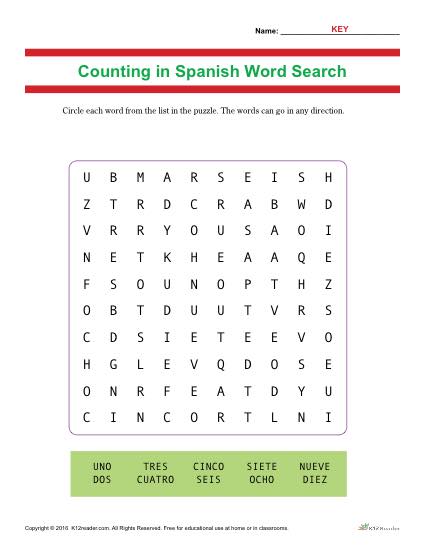 Name: KEY
Counting in Spanish Word Search
Circle each word from the list in the puzzle. The words can go in any direction.
U B M A R S E I S H
Z T R D C R A B W D
V R R Y O U S A O I
N E T K H E A A Q E
F S O U N O P T H Z
O B T D U U T V R S
C D S I E T E E V O
H G L E V Q D O S E
O N R F E A T D Y U
C I N C O R T L N I
UNO TRES CINCO SIETE NUEVE
DOS CUATRO SEIS OCHO DIEZ
Copyright © 2016 K12reader.com. All Rights Reserved. Free for educational use at home or in classrooms.
K12Reader